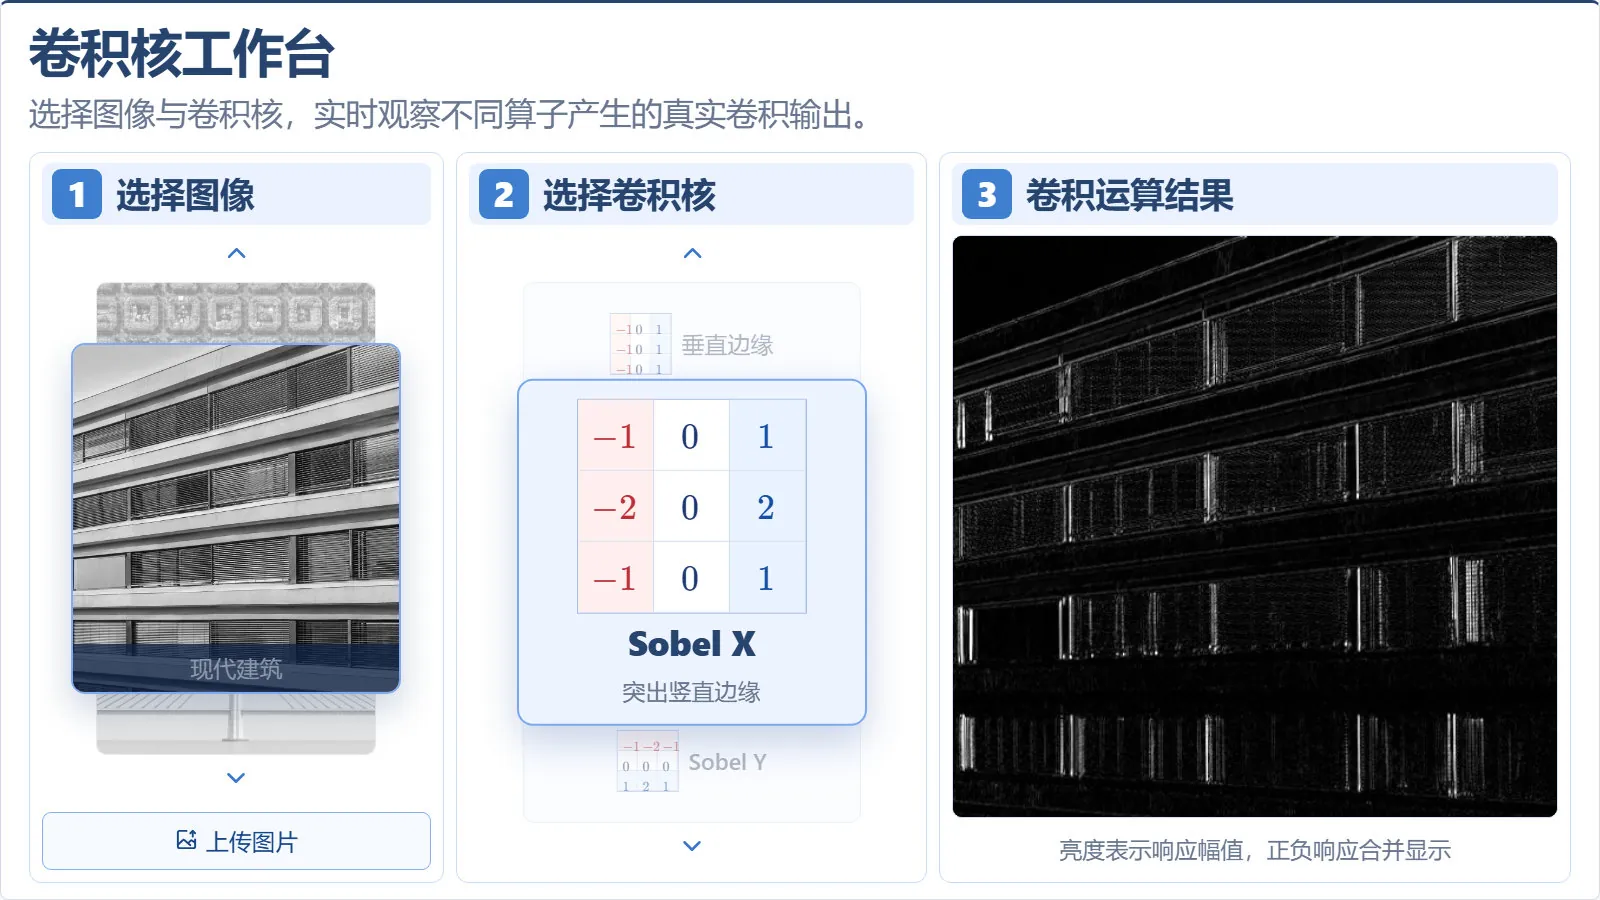 卷积核工作台
选择图像与卷积核，实时观察不同算子产生的真实卷积输出。
1 选择图像
现代建筑
上传图片
2 选择卷积核
−1 0 1
−1 0 1
−1 0 1
垂直边缘
−1 0 1
−2 0 2
−1 0 1
Sobel X
突出竖直边缘
−1 −2 −1
0 0 0
1 2 1
Sobel Y
3 卷积运算结果
亮度表示响应幅值，正负响应合并显示